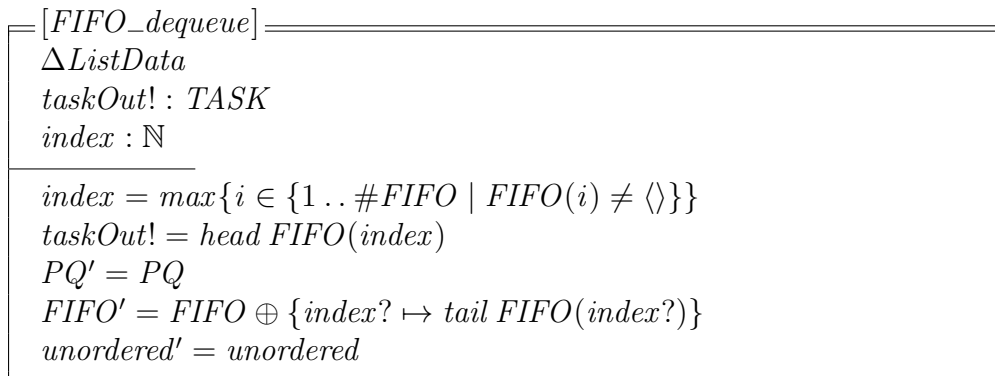 [FIFO_dequeue]
ΔListData
taskOut! : TASK
index : ℕ
index = max{i ∈ {1 .. #FIFO | FIFO(i) ≠ ⟨⟩}}
taskOut! = head FIFO(index)
PQ′ = PQ
FIFO′ = FIFO ⊕ {index? ↦ tail FIFO(index?)}
unordered′ = unordered